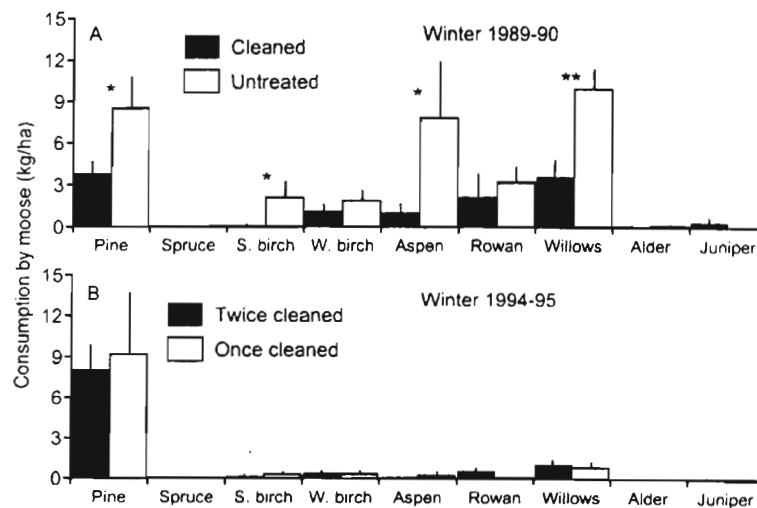 Consumption by moose (kg/ha)
A
Winter 1989-90
Cleaned
Untreated
15
12
9
6
3
0
*
*
*
**
Pine Spruce S. birch W. birch Aspen Rowan Willows Alder Juniper
B
Winter 1994-95
Twice cleaned
Once cleaned
15
12
9
6
3
0
Pine Spruce S. birch W. birch Aspen Rowan Willows Alder Juniper